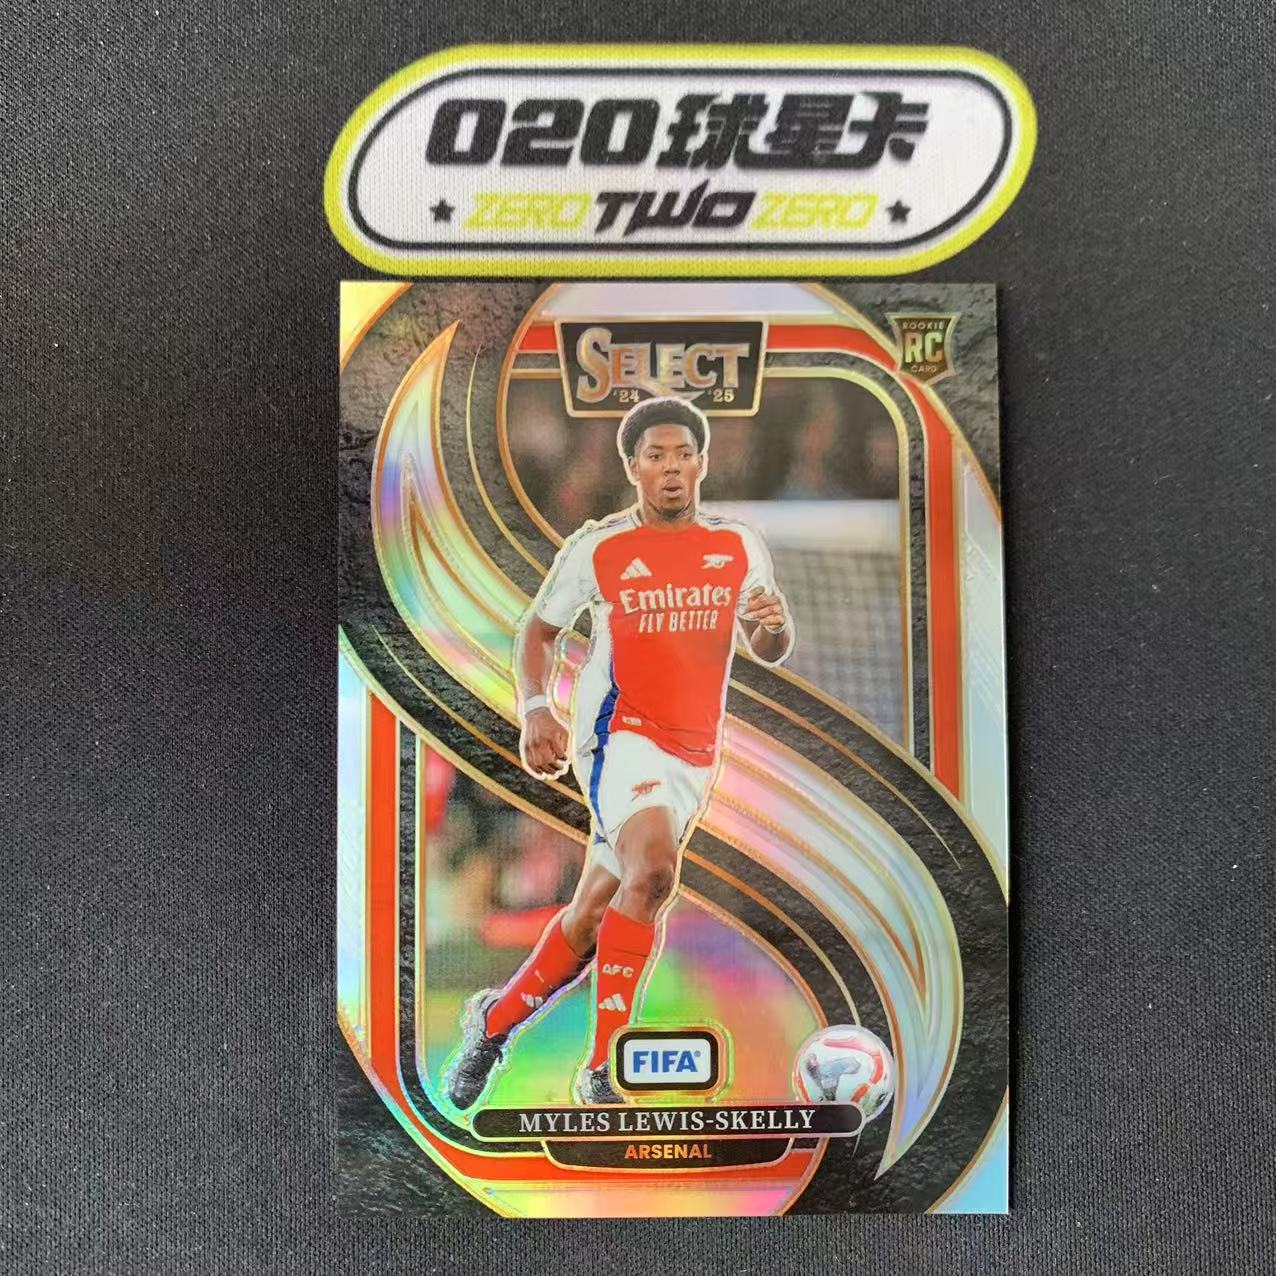 020球星卡
ZERO TWO ZERO
SELECT
'24 '25
ROOKIE
RC
CARD
Emirates
FLY BETTER
AFC
FIFA
MYLES LEWIS-SKELLY
ARSENAL